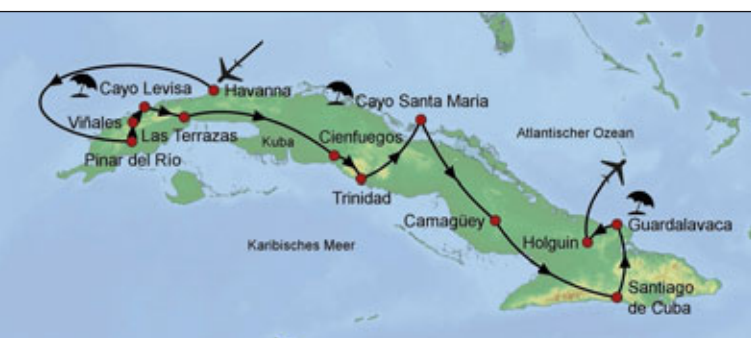 Cayo Levisa
Havanna
Viñales
Las Terrazas
Pinar del Río
Kuba
Cienfuegos
Cayo Santa Maria
Trinidad
Atlantischer Ozean
Camagüey
Holguin
Guardalavaca
Karibisches Meer
Santiago
de Cuba